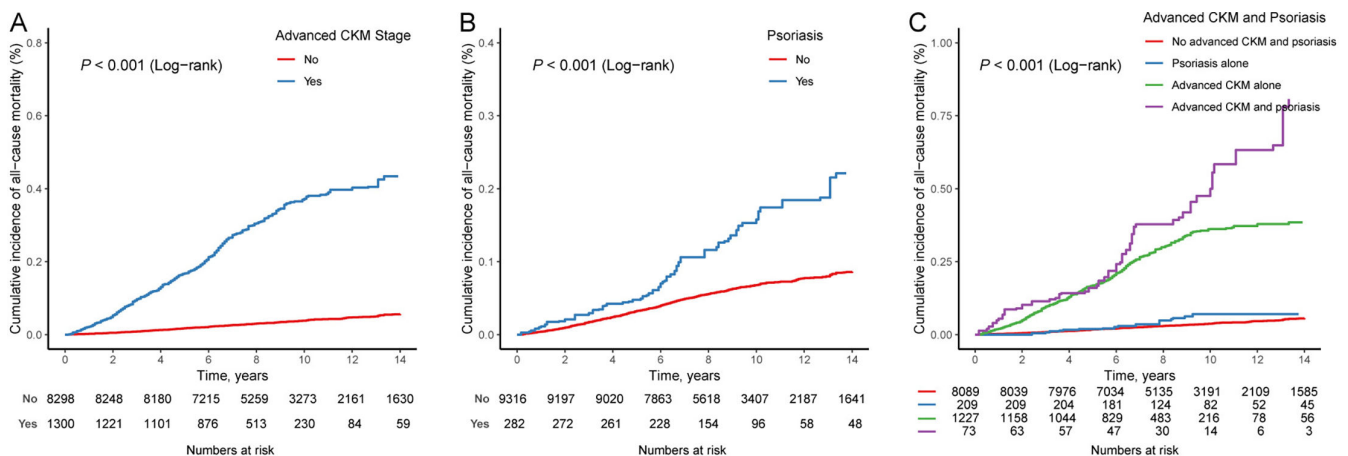 A
Advanced CKM Stage
No
Yes
P < 0.001 (Log−rank)
Cumulative incidence of all−cause mortality (%)
0.8
0.6
0.4
0.2
0.0
0 2 4 6 8 10 12 14
Time, years
No 8298 8248 8180 7215 5259 3273 2161 1630
Yes 1300 1221 1101 876 513 230 84 59
Numbers at risk
B
Psoriasis
No
Yes
P < 0.001 (Log−rank)
Cumulative incidence of all−cause mortality (%)
0.4
0.3
0.2
0.1
0.0
0 2 4 6 8 10 12 14
Time, years
No 9316 9197 9020 7863 5618 3407 2187 1641
Yes 282 272 261 228 154 96 58 48
Numbers at risk
C
Advanced CKM and Psoriasis
No advanced CKM and psoriasis
Psoriasis alone
Advanced CKM alone
Advanced CKM and psoriasis
P < 0.001 (Log−rank)
Cumulative incidence of all−cause mortality (%)
1.00
0.75
0.50
0.25
0.00
0 2 4 6 8 10 12 14
Time, years
8089 8039 7976 7034 5135 3191 2109 1585
209 209 204 181 124 82 52 45
1227 1158 1044 829 483 216 78 56
73 63 57 47 30 14 6 3
Numbers at risk